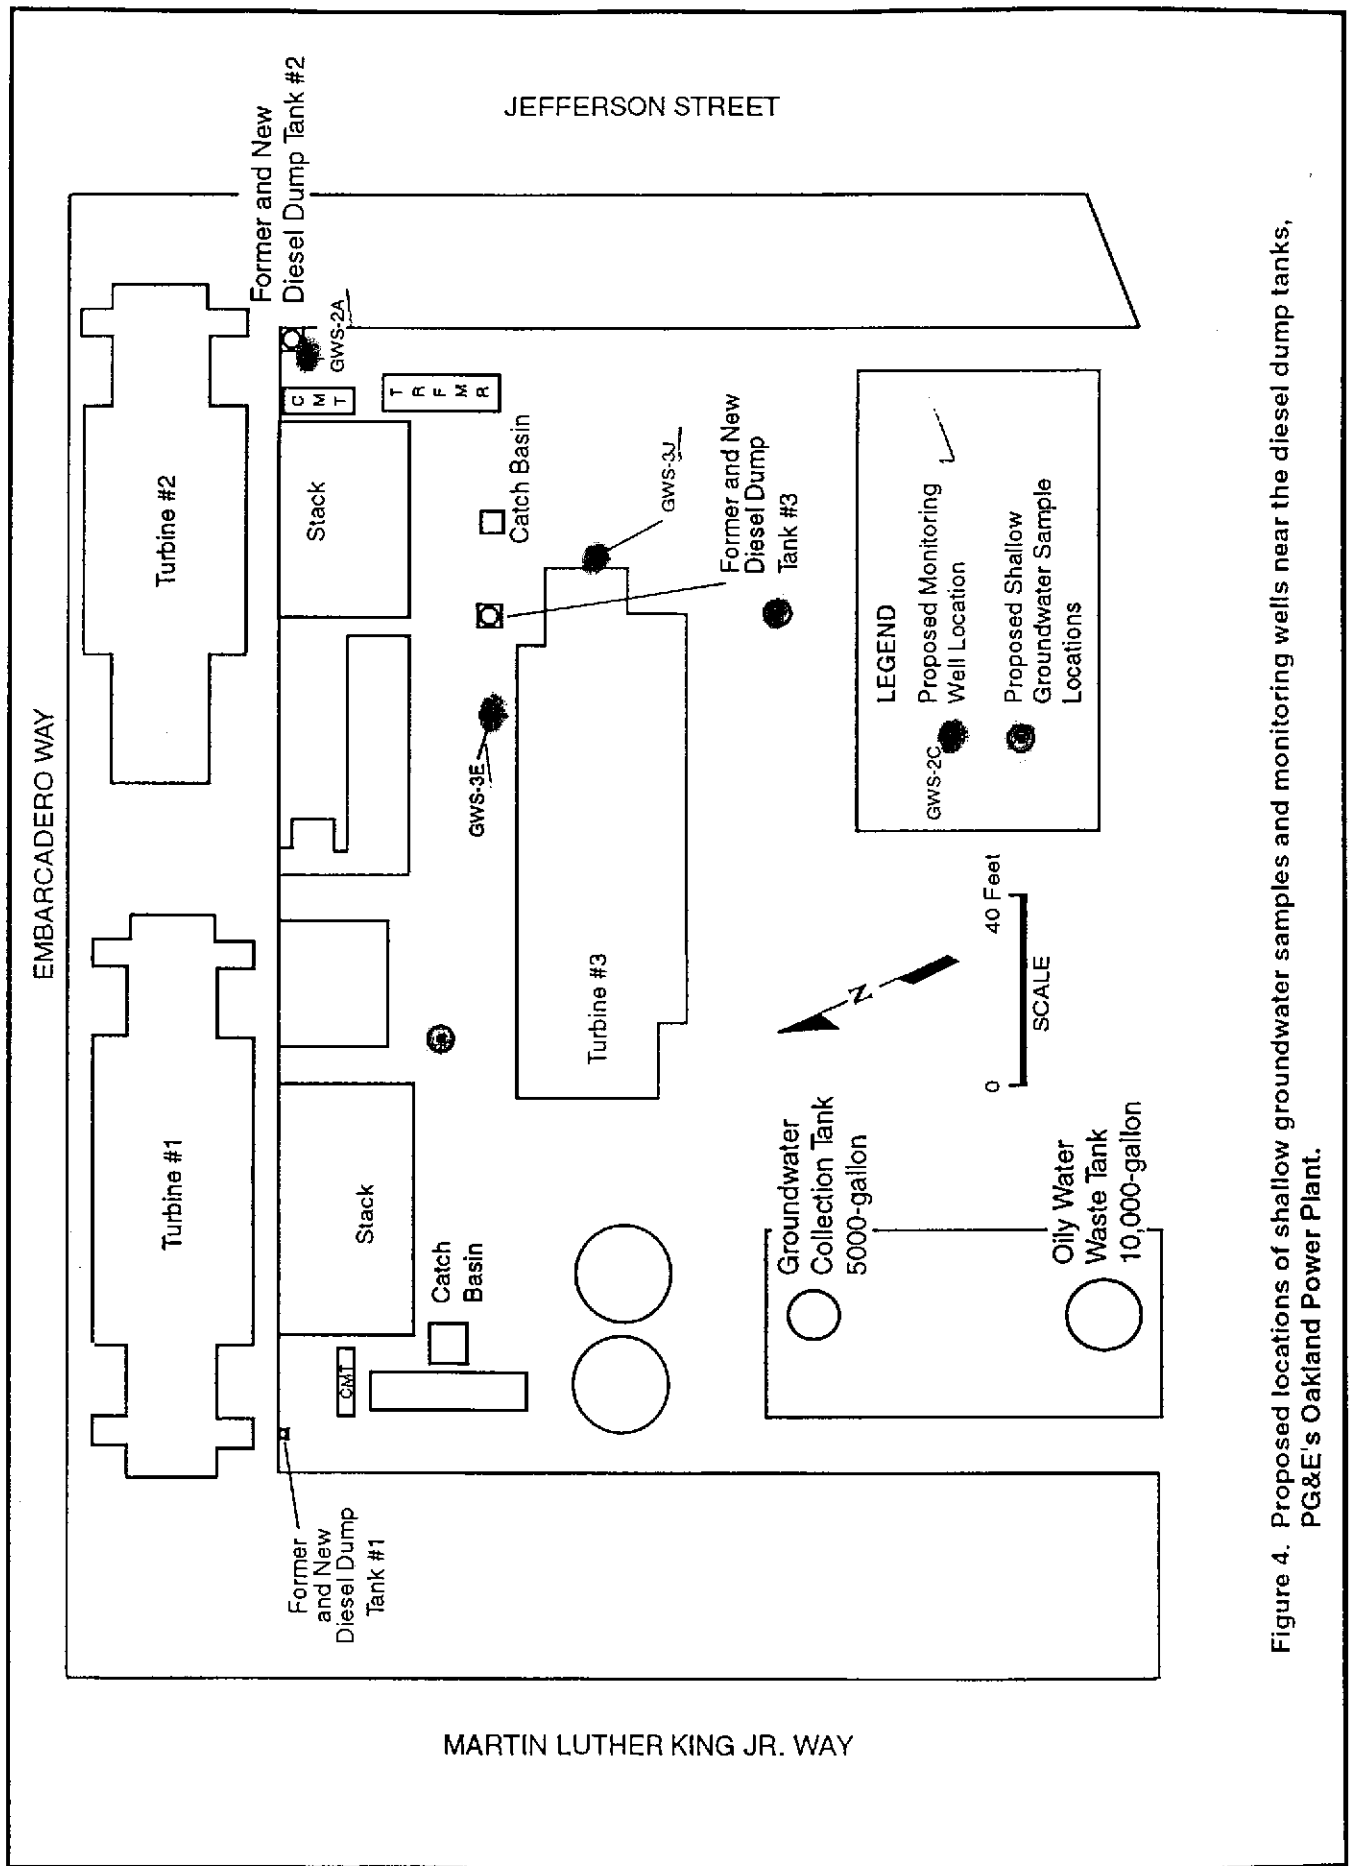 EMBARCADERO WAY
JEFFERSON STREET
MARTIN LUTHER KING JR. WAY
Turbine #1
Turbine #2
Former and New
Diesel Dump Tank #2
GWS-2A
C
M
T
T
R
F
M
R
Stack
Stack
Catch Basin
GWS-3J
GWS-3E
Former and New
Diesel Dump
Tank #3
Turbine #3
Former
and New
Diesel Dump
Tank #1
CMT
Catch
Basin
Groundwater
Collection Tank
5000-gallon
Oily Water
Waste Tank
10,000-gallon
N
0
40 Feet
SCALE
LEGEND
GWS-2C
Proposed Monitoring
Well Location
Proposed Shallow
Groundwater Sample
Locations
Figure 4. Proposed locations of shallow groundwater samples and monitoring wells near the diesel dump tanks,
PG&E's Oakland Power Plant.